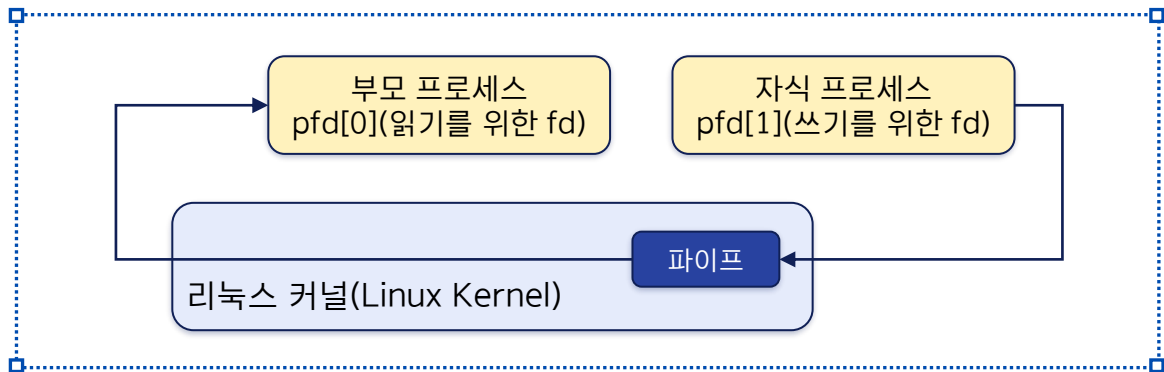 부모 프로세스
pfd[0](읽기를 위한 fd)
자식 프로세스
pfd[1](쓰기를 위한 fd)
파이프
리눅스 커널(Linux Kernel)